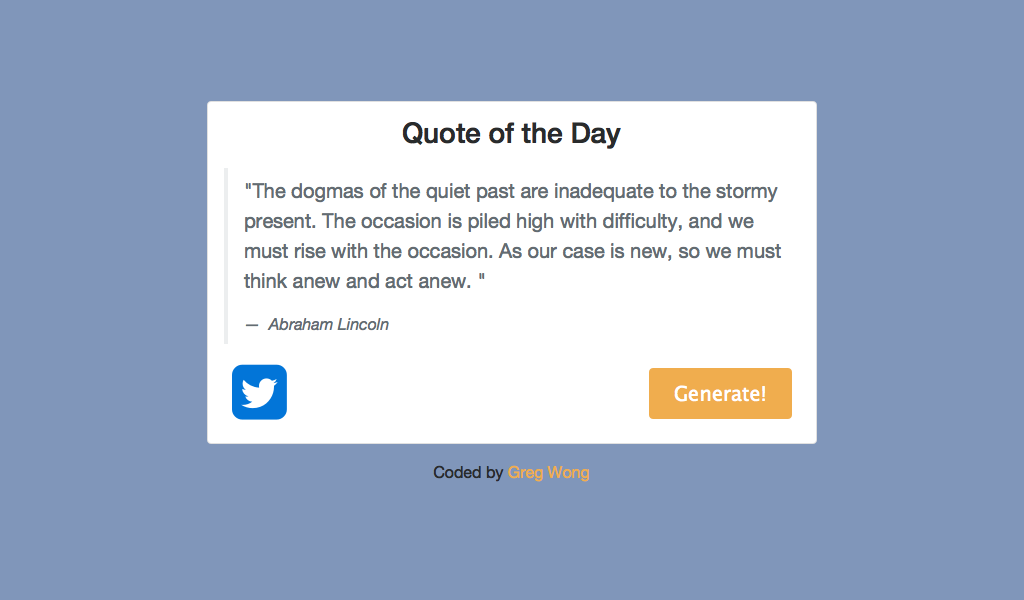 Quote of the Day
"The dogmas of the quiet past are inadequate to the stormy
present. The occasion is piled high with difficulty, and we
must rise with the occasion. As our case is new, so we must
think anew and act anew. "
— Abraham Lincoln
Generate!
Coded by Greg Wong